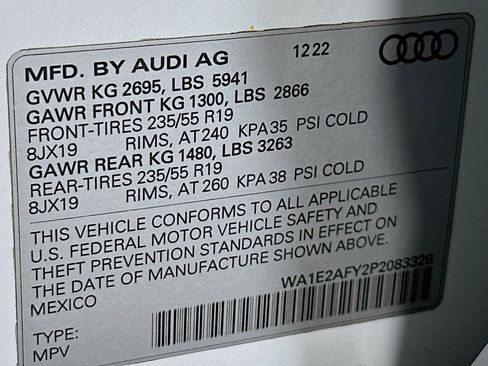 MFD. BY AUDI AG 12 22
GVWR KG 2695, LBS 5941
GAWR FRONT KG 1300, LBS 2866
FRONT-TIRES 235/55 R19
8JX19 RIMS, AT 240 KPA 35 PSI COLD
GAWR REAR KG 1480, LBS 3263
REAR-TIRES 235/55 R19
8JX19 RIMS, AT 260 KPA 38 PSI COLD
THIS VEHICLE CONFORMS TO ALL APPLICABLE
U.S. FEDERAL MOTOR VEHICLE SAFETY AND
THEFT PREVENTION STANDARDS IN EFFECT ON
THE DATE OF MANUFACTURE SHOWN ABOVE.
MEXICO WA1E2AFY2P2083328
TYPE:
MPV